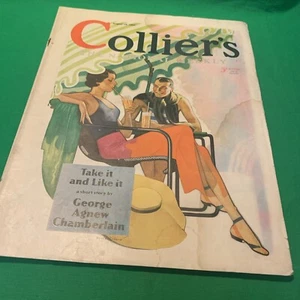 Collier's
Take it
and Like it
a short story by
George
Agnew
Chamberlain